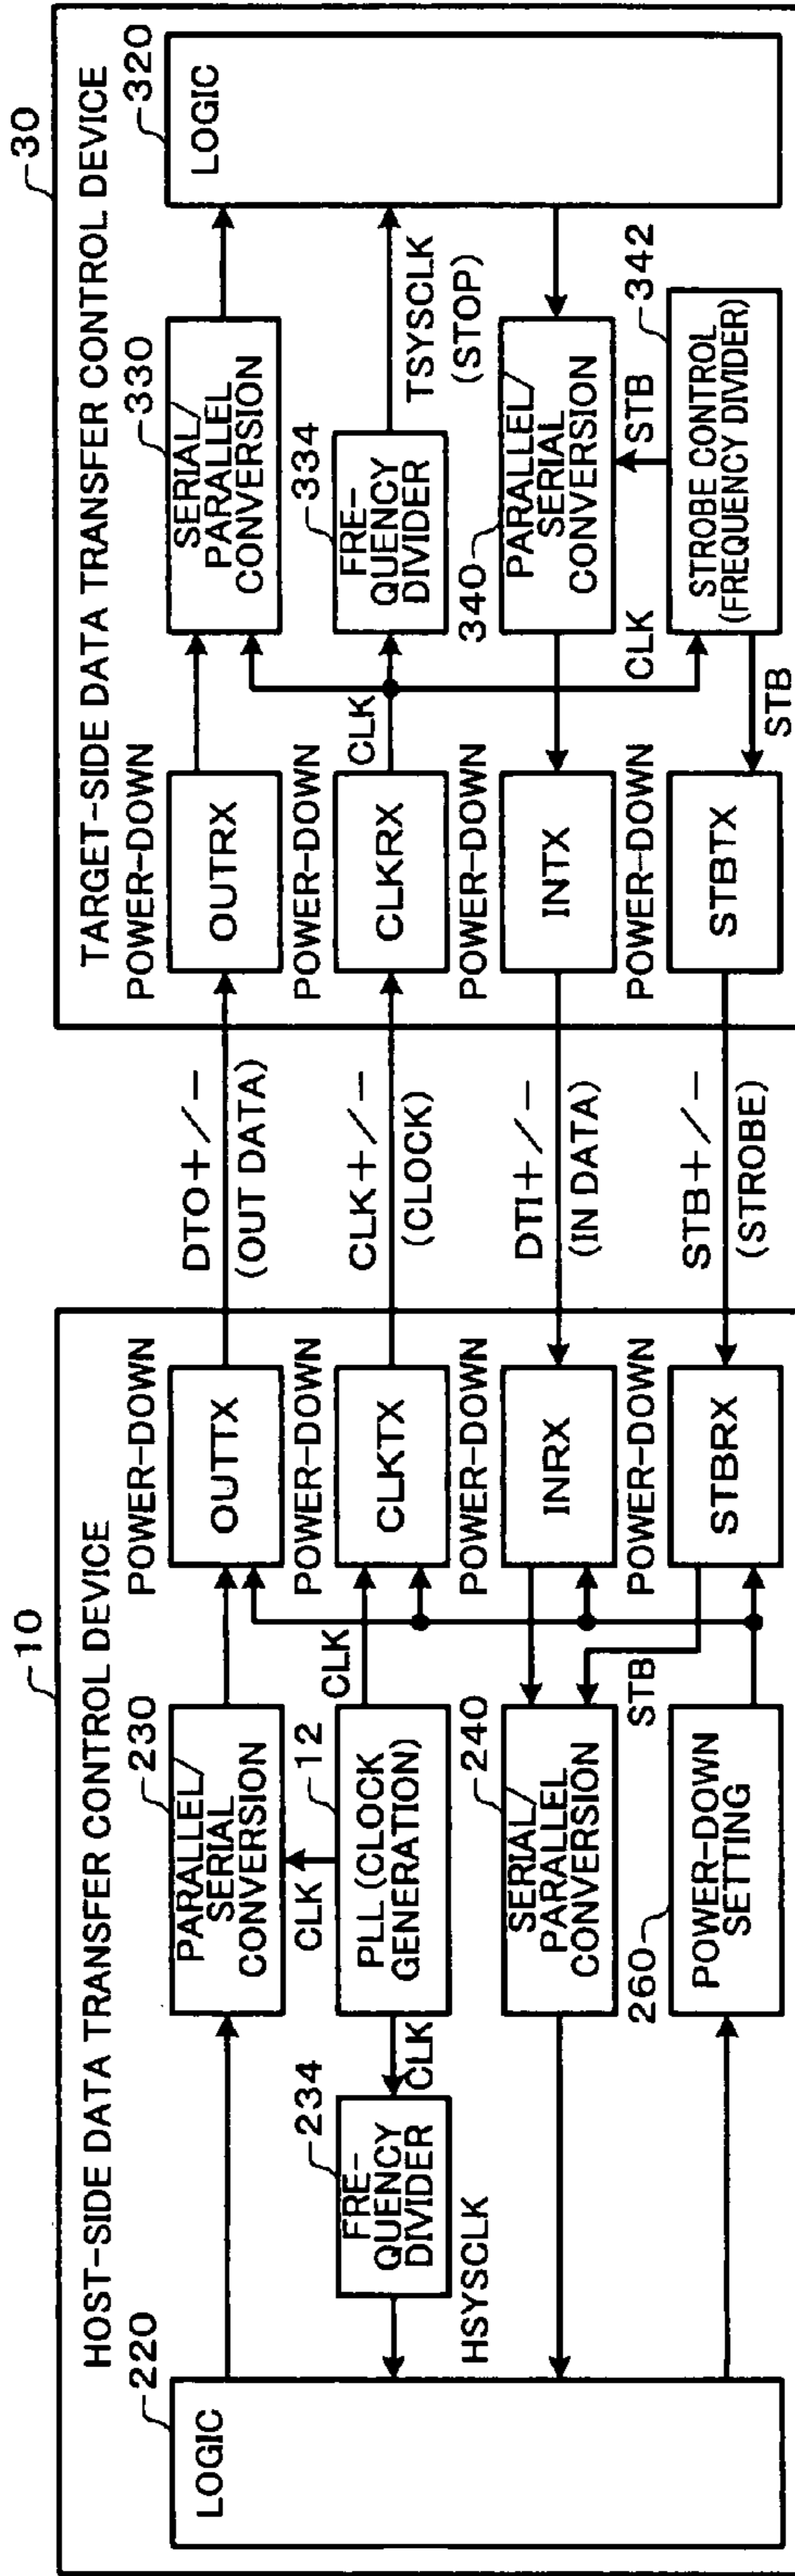 10
HOST-SIDE DATA TRANSFER CONTROL DEVICE
220
LOGIC
230
PARALLEL/
SERIAL
CONVERSION
POWER-DOWN
OUTTX
234
FRE-
QUENCY
DIVIDER
HSYSCLK
CLK
12
PLL (CLOCK
GENERATION)
CLK
CLK
POWER-DOWN
CLKTX
240
SERIAL/
PARALLEL
CONVERSION
POWER-DOWN
INRX
STB
260
POWER-DOWN
SETTING
POWER-DOWN
STBRX
DTO+/-
(OUT DATA)
CLK+/-
(CLOCK)
DTI+/-
(IN DATA)
STB+/-
(STROBE)
30
TARGET-SIDE DATA TRANSFER CONTROL DEVICE
POWER-DOWN
OUTRX
330
SERIAL/
PARALLEL
CONVERSION
320
LOGIC
POWER-DOWN
CLKRX
CLK
334
FRE-
QUENCY
DIVIDER
TSYSCLK
(STOP)
POWER-DOWN
INTX
340
PARALLEL/
SERIAL
CONVERSION
CLK
STB
342
POWER-DOWN
STBTX
STB
STROBE CONTROL
(FREQUENCY DIVIDER)